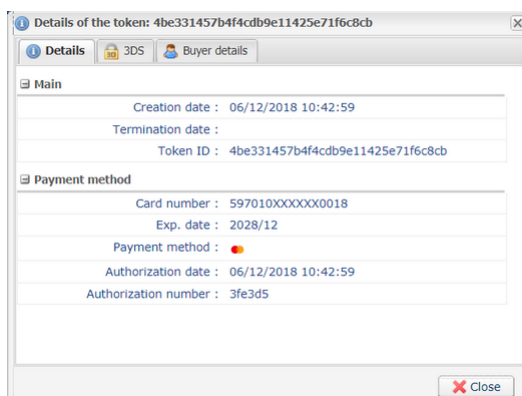 Details of the token: 4be331457b4f4cdb9e11425e71f6c8cb
Details 3DS Buyer details
Main
Creation date : 06/12/2018 10:42:59
Termination date :
Token ID : 4be331457b4f4cdb9e11425e71f6c8cb
Payment method
Card number : 597010XXXXXX0018
Exp. date : 2028/12
Payment method :
Authorization date : 06/12/2018 10:42:59
Authorization number : 3fe3d5
Close